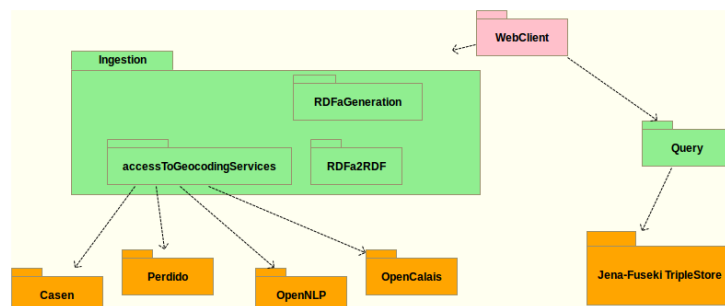 WebClient
Ingestion
RDFaGeneration
accessToGeocodingServices
RDFa2RDF
Query
Casen
Perdido
OpenNLP
OpenCalais
Jena-Fuseki TripleStore